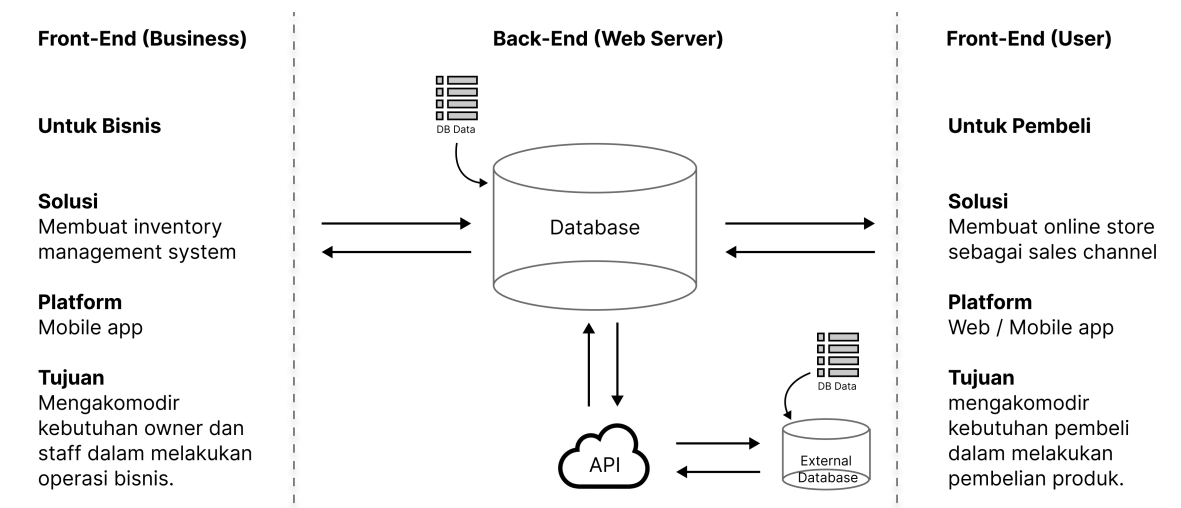 Front-End (Business)
Untuk Bisnis
Solusi
Membuat inventory
management system
Platform
Mobile app
Tujuan
Mengakomodir
kebutuhan owner dan
staff dalam melakukan
operasi bisnis.
Back-End (Web Server)
DB Data
Database
API
DB Data
External
Database
Front-End (User)
Untuk Pembeli
Solusi
Membuat online store
sebagai sales channel
Platform
Web / Mobile app
Tujuan
mengakomodir
kebutuhan pembeli
dalam melakukan
pembelian produk.